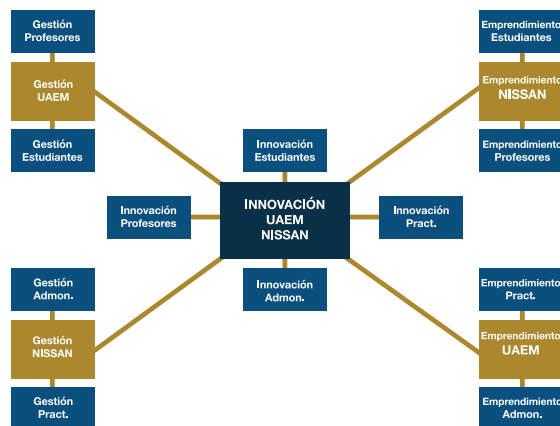 Gestión
Profesores
Gestión
UAEM
Gestión
Estudiantes
Emprendimiento
Estudiantes
Emprendimiento
NISSAN
Emprendimiento
Profesores
Innovación
Estudiantes
Innovación
Profesores
INNOVACIÓN
UAEM
NISSAN
Innovación
Pract.
Innovación
Admon.
Gestión
Admon.
Gestión
NISSAN
Gestión
Pract.
Emprendimiento
Pract.
Emprendimiento
UAEM
Emprendimiento
Admon.